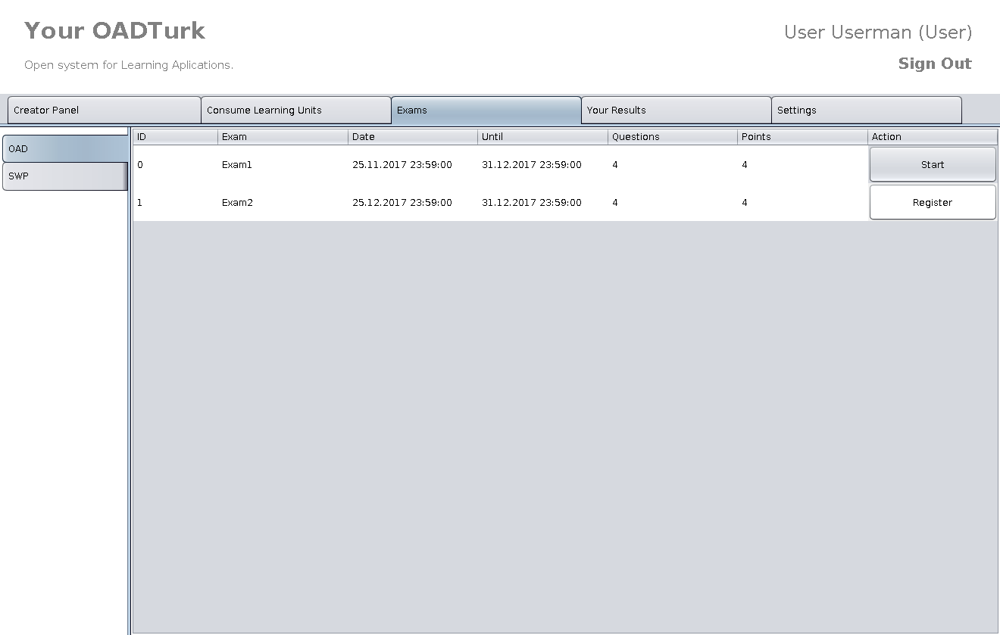 Your OADTurk
User Userman (User)
Open system for Learning Aplications.
Sign Out
Creator Panel Consume Learning Units Exams Your Results Settings
OAD
SWP
ID Exam Date Until Questions Points Action
0 Exam1 25.11.2017 23:59:00 31.12.2017 23:59:00 4 4 Start
1 Exam2 25.12.2017 23:59:00 31.12.2017 23:59:00 4 4 Register